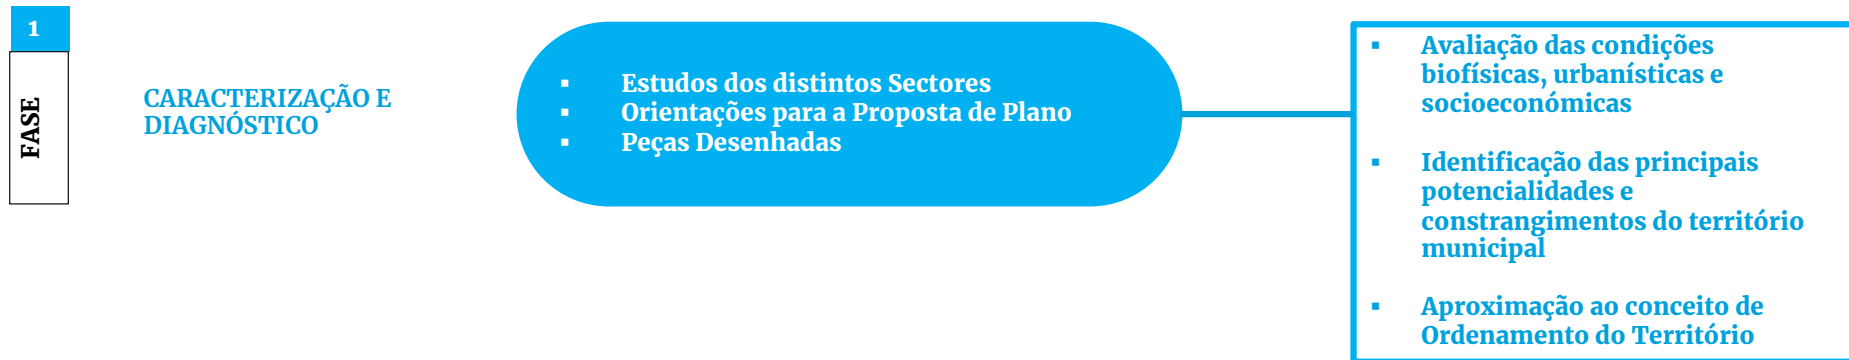 1
FASE
CARACTERIZAÇÃO E
DIAGNÓSTICO
▪ Estudos dos distintos Sectores
▪ Orientações para a Proposta de Plano
▪ Peças Desenhadas
▪ Avaliação das condições
biofísicas, urbanísticas e
socioeconómicas
▪ Identificação das principais
potencialidades e
constrangimentos do território
municipal
▪ Aproximação ao conceito de
Ordenamento do Território